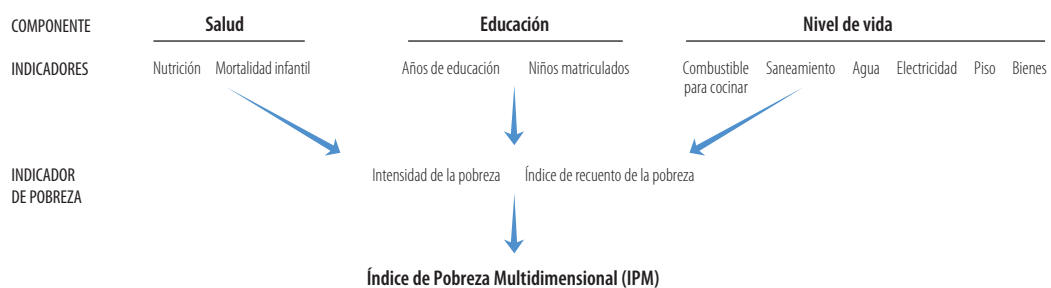 COMPONENTE Salud Educación Nivel de vida
INDICADORES Nutrición Mortalidad infantil Años de educación Niños matriculados Combustible para cocinar Saneamiento Agua Electricidad Piso Bienes
INDICADOR DE POBREZA Intensidad de la pobreza Índice de recuento de la pobreza
Índice de Pobreza Multidimensional (IPM)